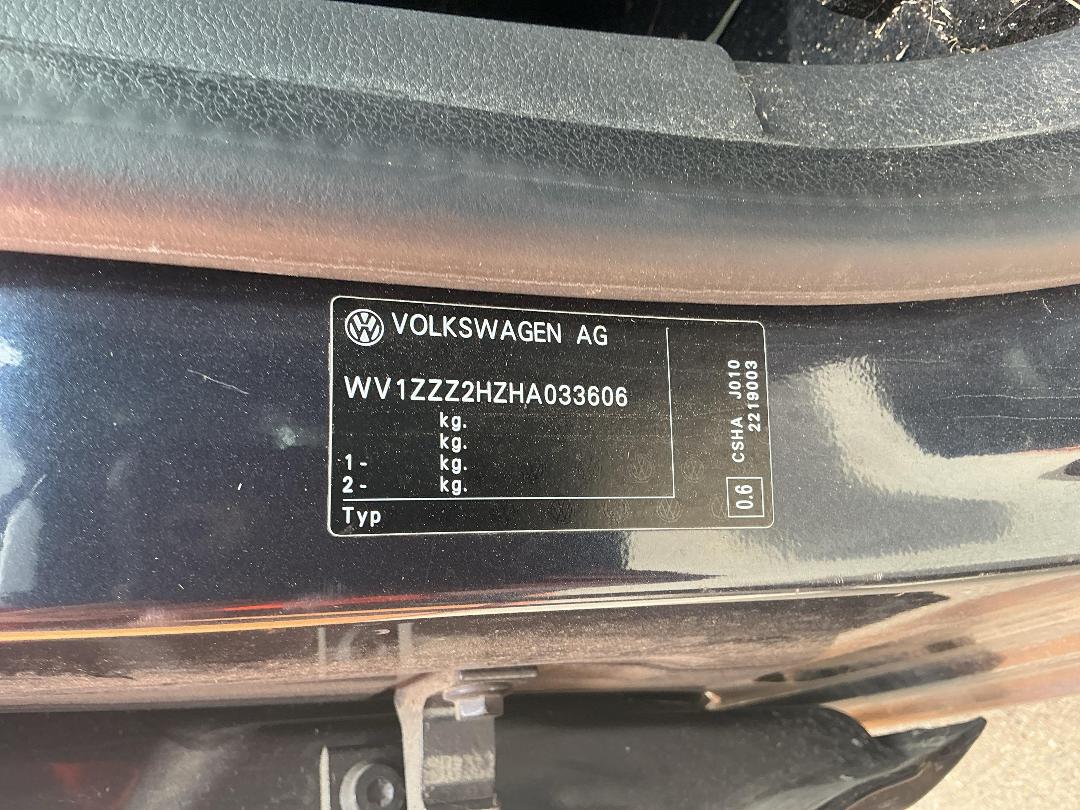 VOLKSWAGEN AG
WV1ZZZ2HZHA033606
kg.
kg.
1- kg.
2- kg.
Typ
0.6 CSHA J010
2219003